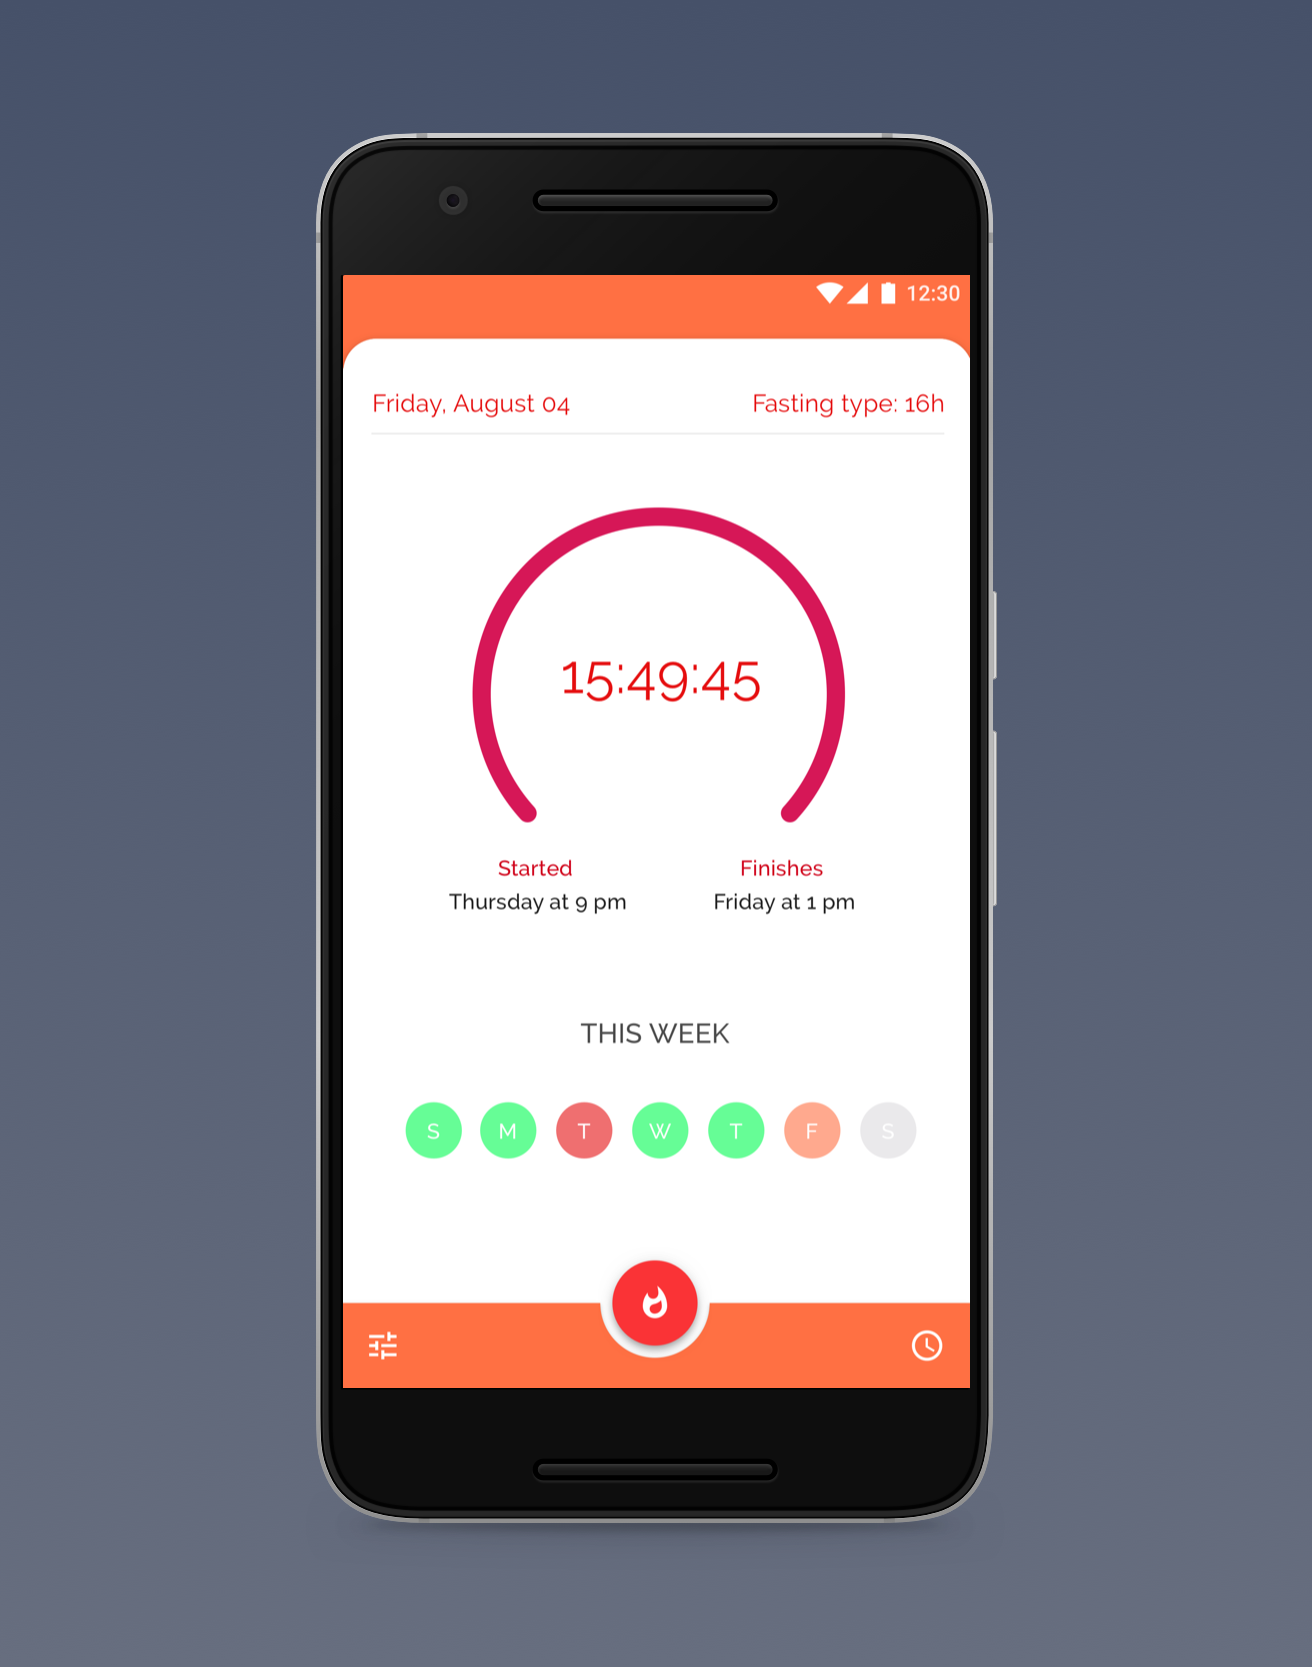 12:30
Friday, August 04 Fasting type: 16h
15:49:45
Started Finishes
Thursday at 9 pm Friday at 1 pm
THIS WEEK
S M T W T F S